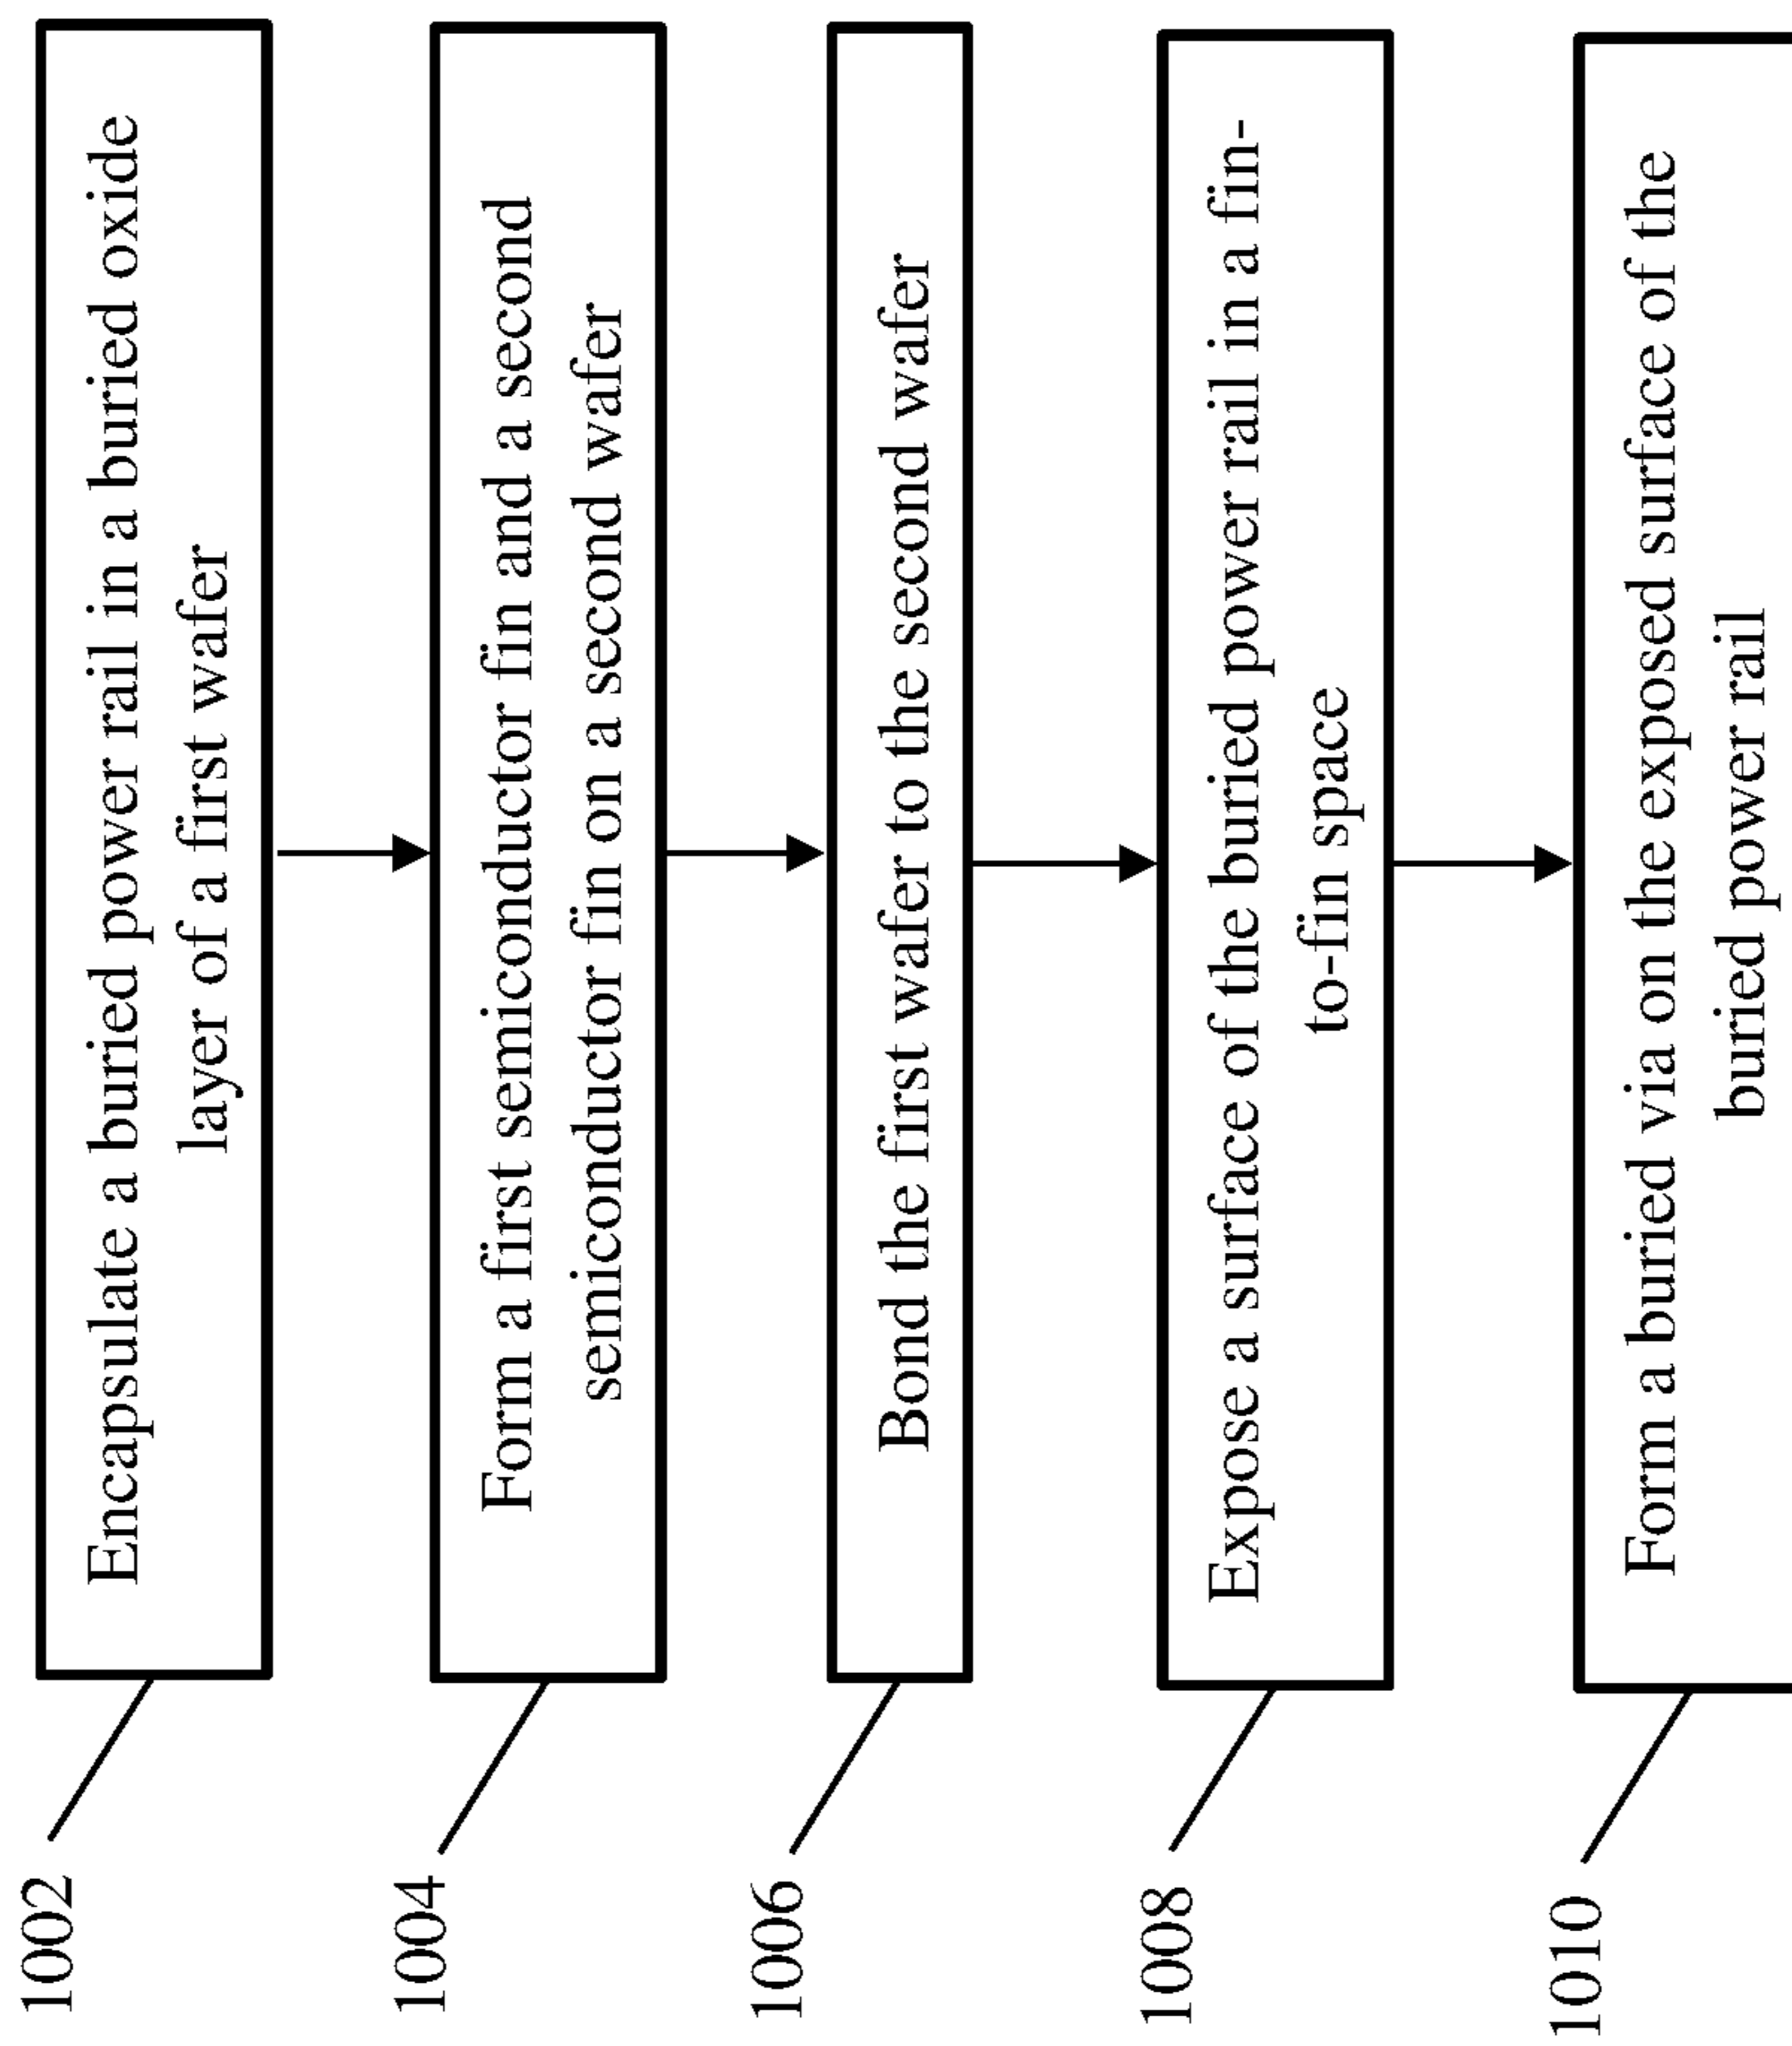 1002
Encapsulate a buried power rail in a buried oxide
layer of a first wafer
1004
Form a first semiconductor fin and a second
semiconductor fin on a second wafer
1006
Bond the first wafer to the second wafer
1008
Expose a surface of the buried power rail in a fin-
to-fin space
1010
Form a buried via on the exposed surface of the
buried power rail